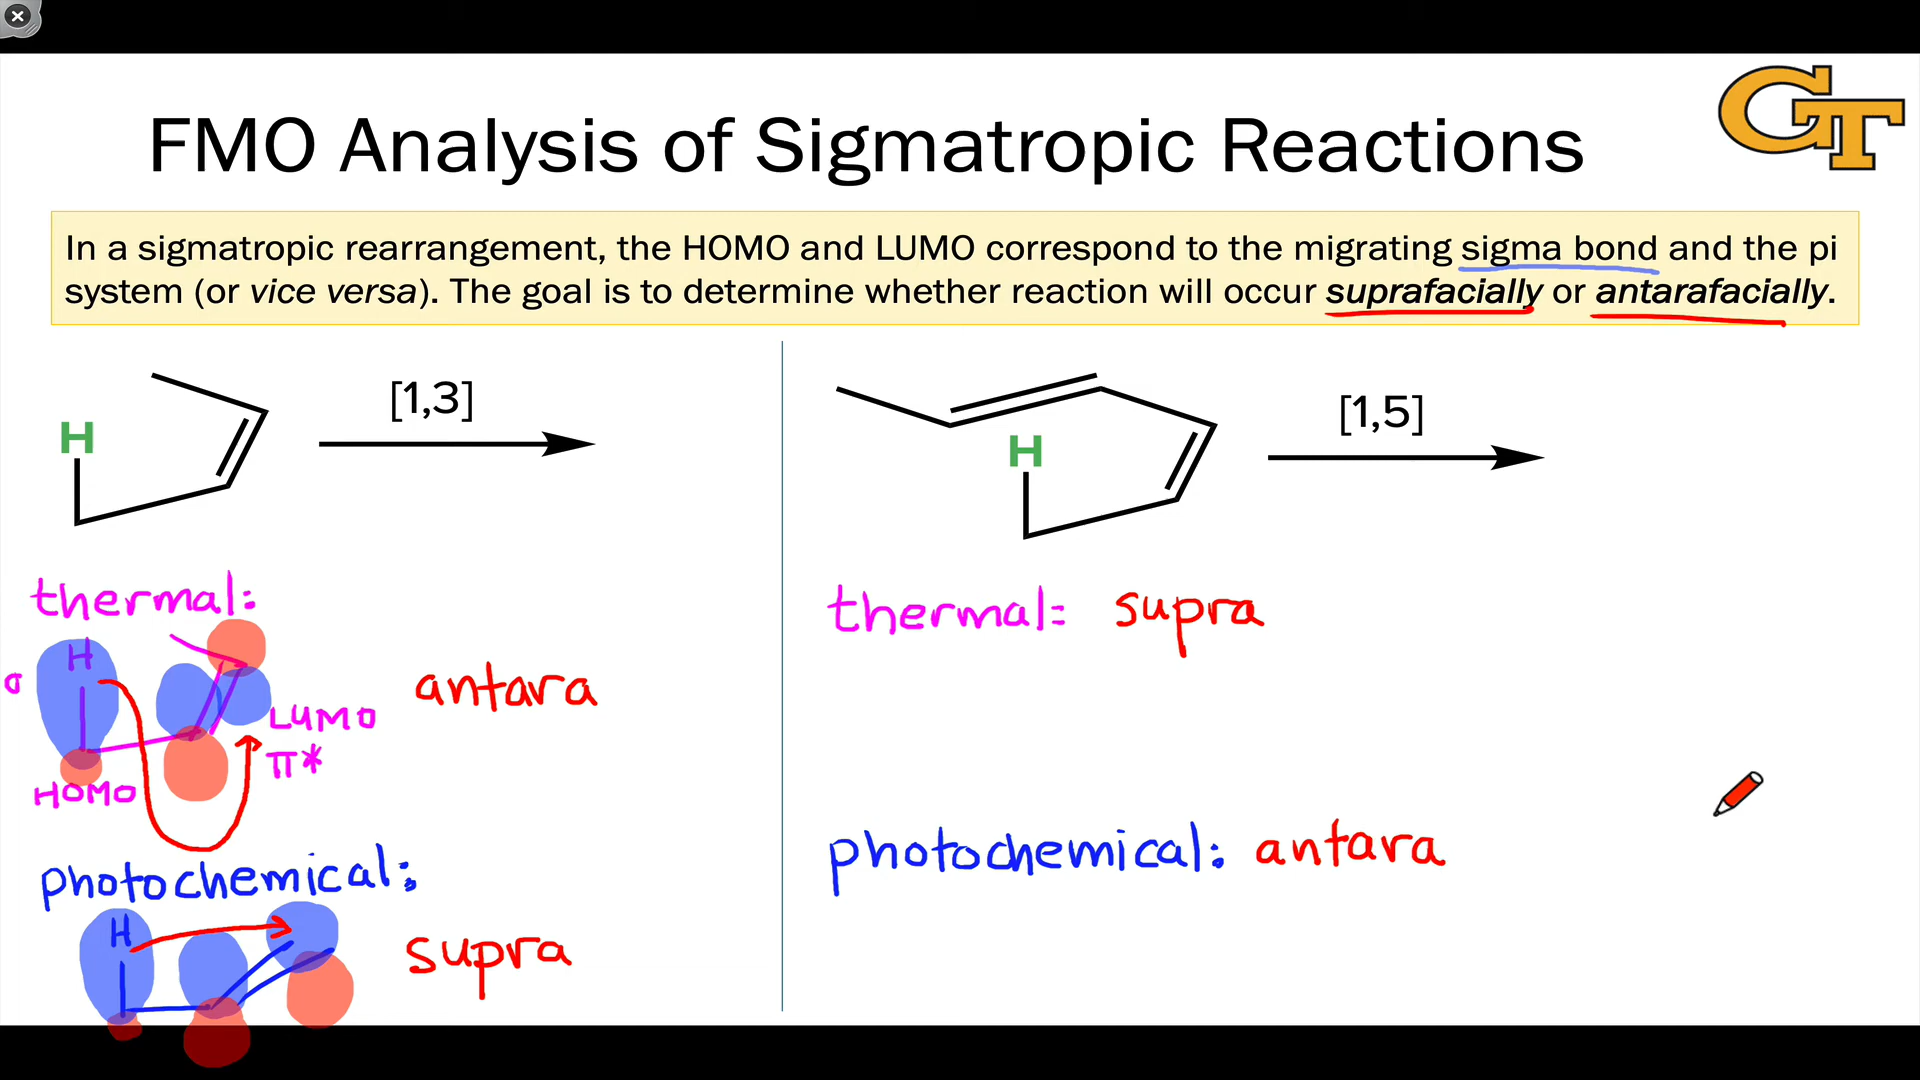 GT
FMO Analysis of Sigmatropic Reactions
In a sigmatropic rearrangement, the HOMO and LUMO correspond to the migrating sigma bond and the pi
system (or vice versa). The goal is to determine whether reaction will occur suprafacially or antarafacially.
H
[1,3]
thermal:
H
σ
antara
LUMO
π*
HOMO
photochemical:
H
supra
H
[1,5]
thermal: supra
photochemical: antara